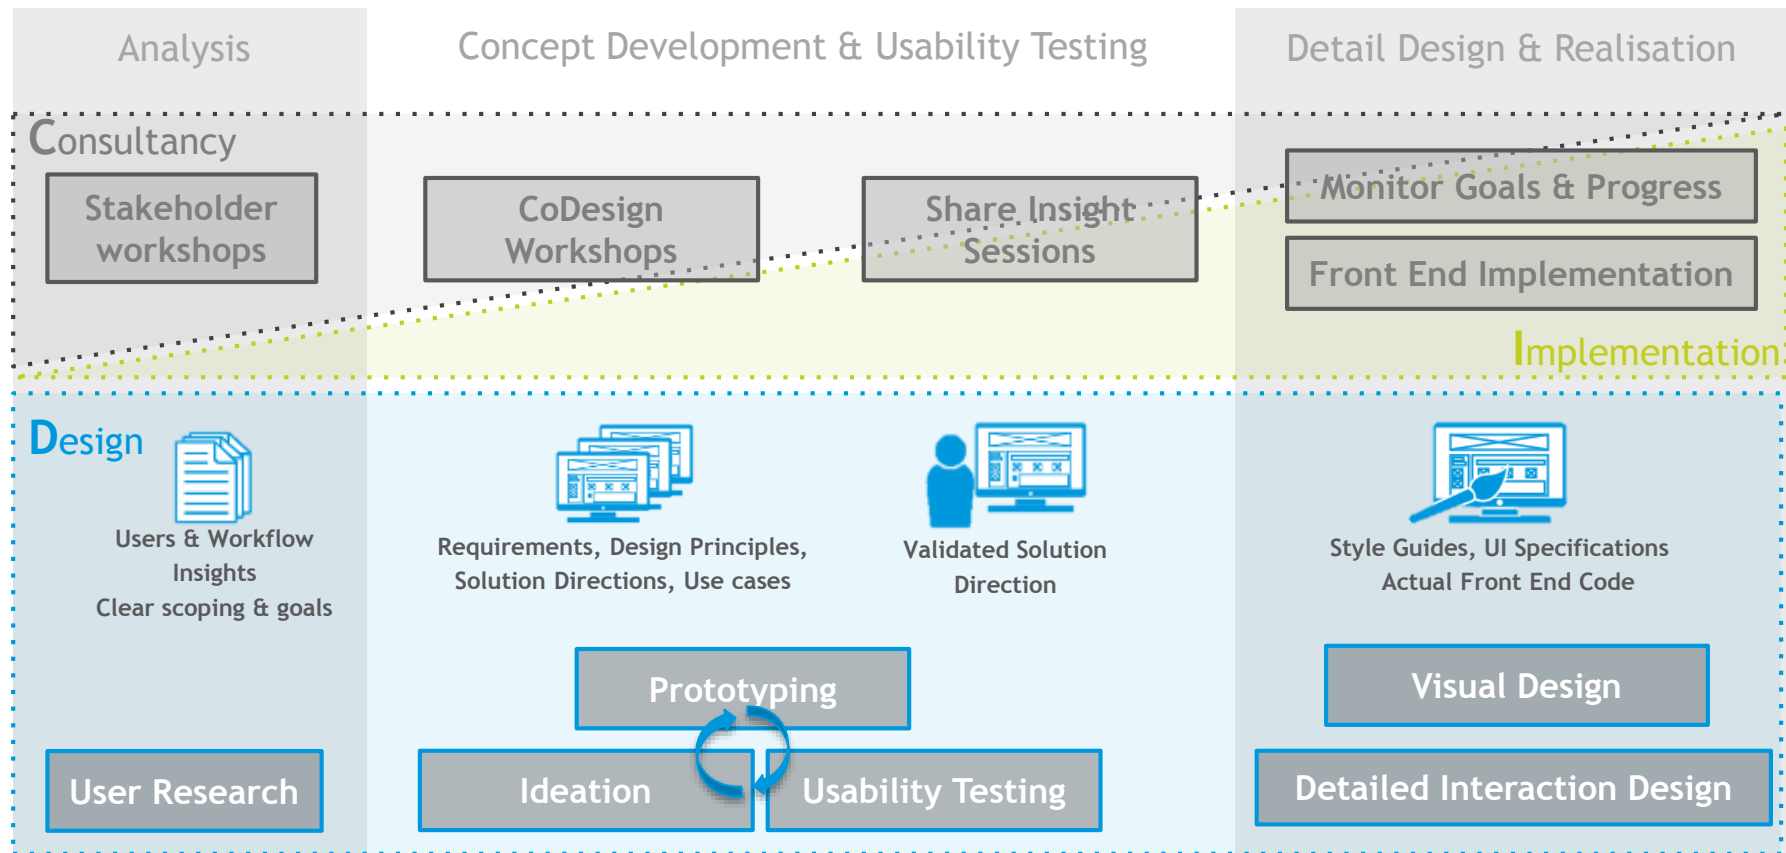 Analysis
Concept Development & Usability Testing
Detail Design & Realisation
Consultancy
Stakeholder
workshops
CoDesign
Workshops
Share Insight
Sessions
Monitor Goals & Progress
Front End Implementation
Implementation
Design
Users & Workflow
Insights
Clear scoping & goals
Requirements, Design Principles,
Solution Directions, Use cases
Validated Solution
Direction
Style Guides, UI Specifications
Actual Front End Code
Prototyping
Visual Design
User Research
Ideation
Usability Testing
Detailed Interaction Design